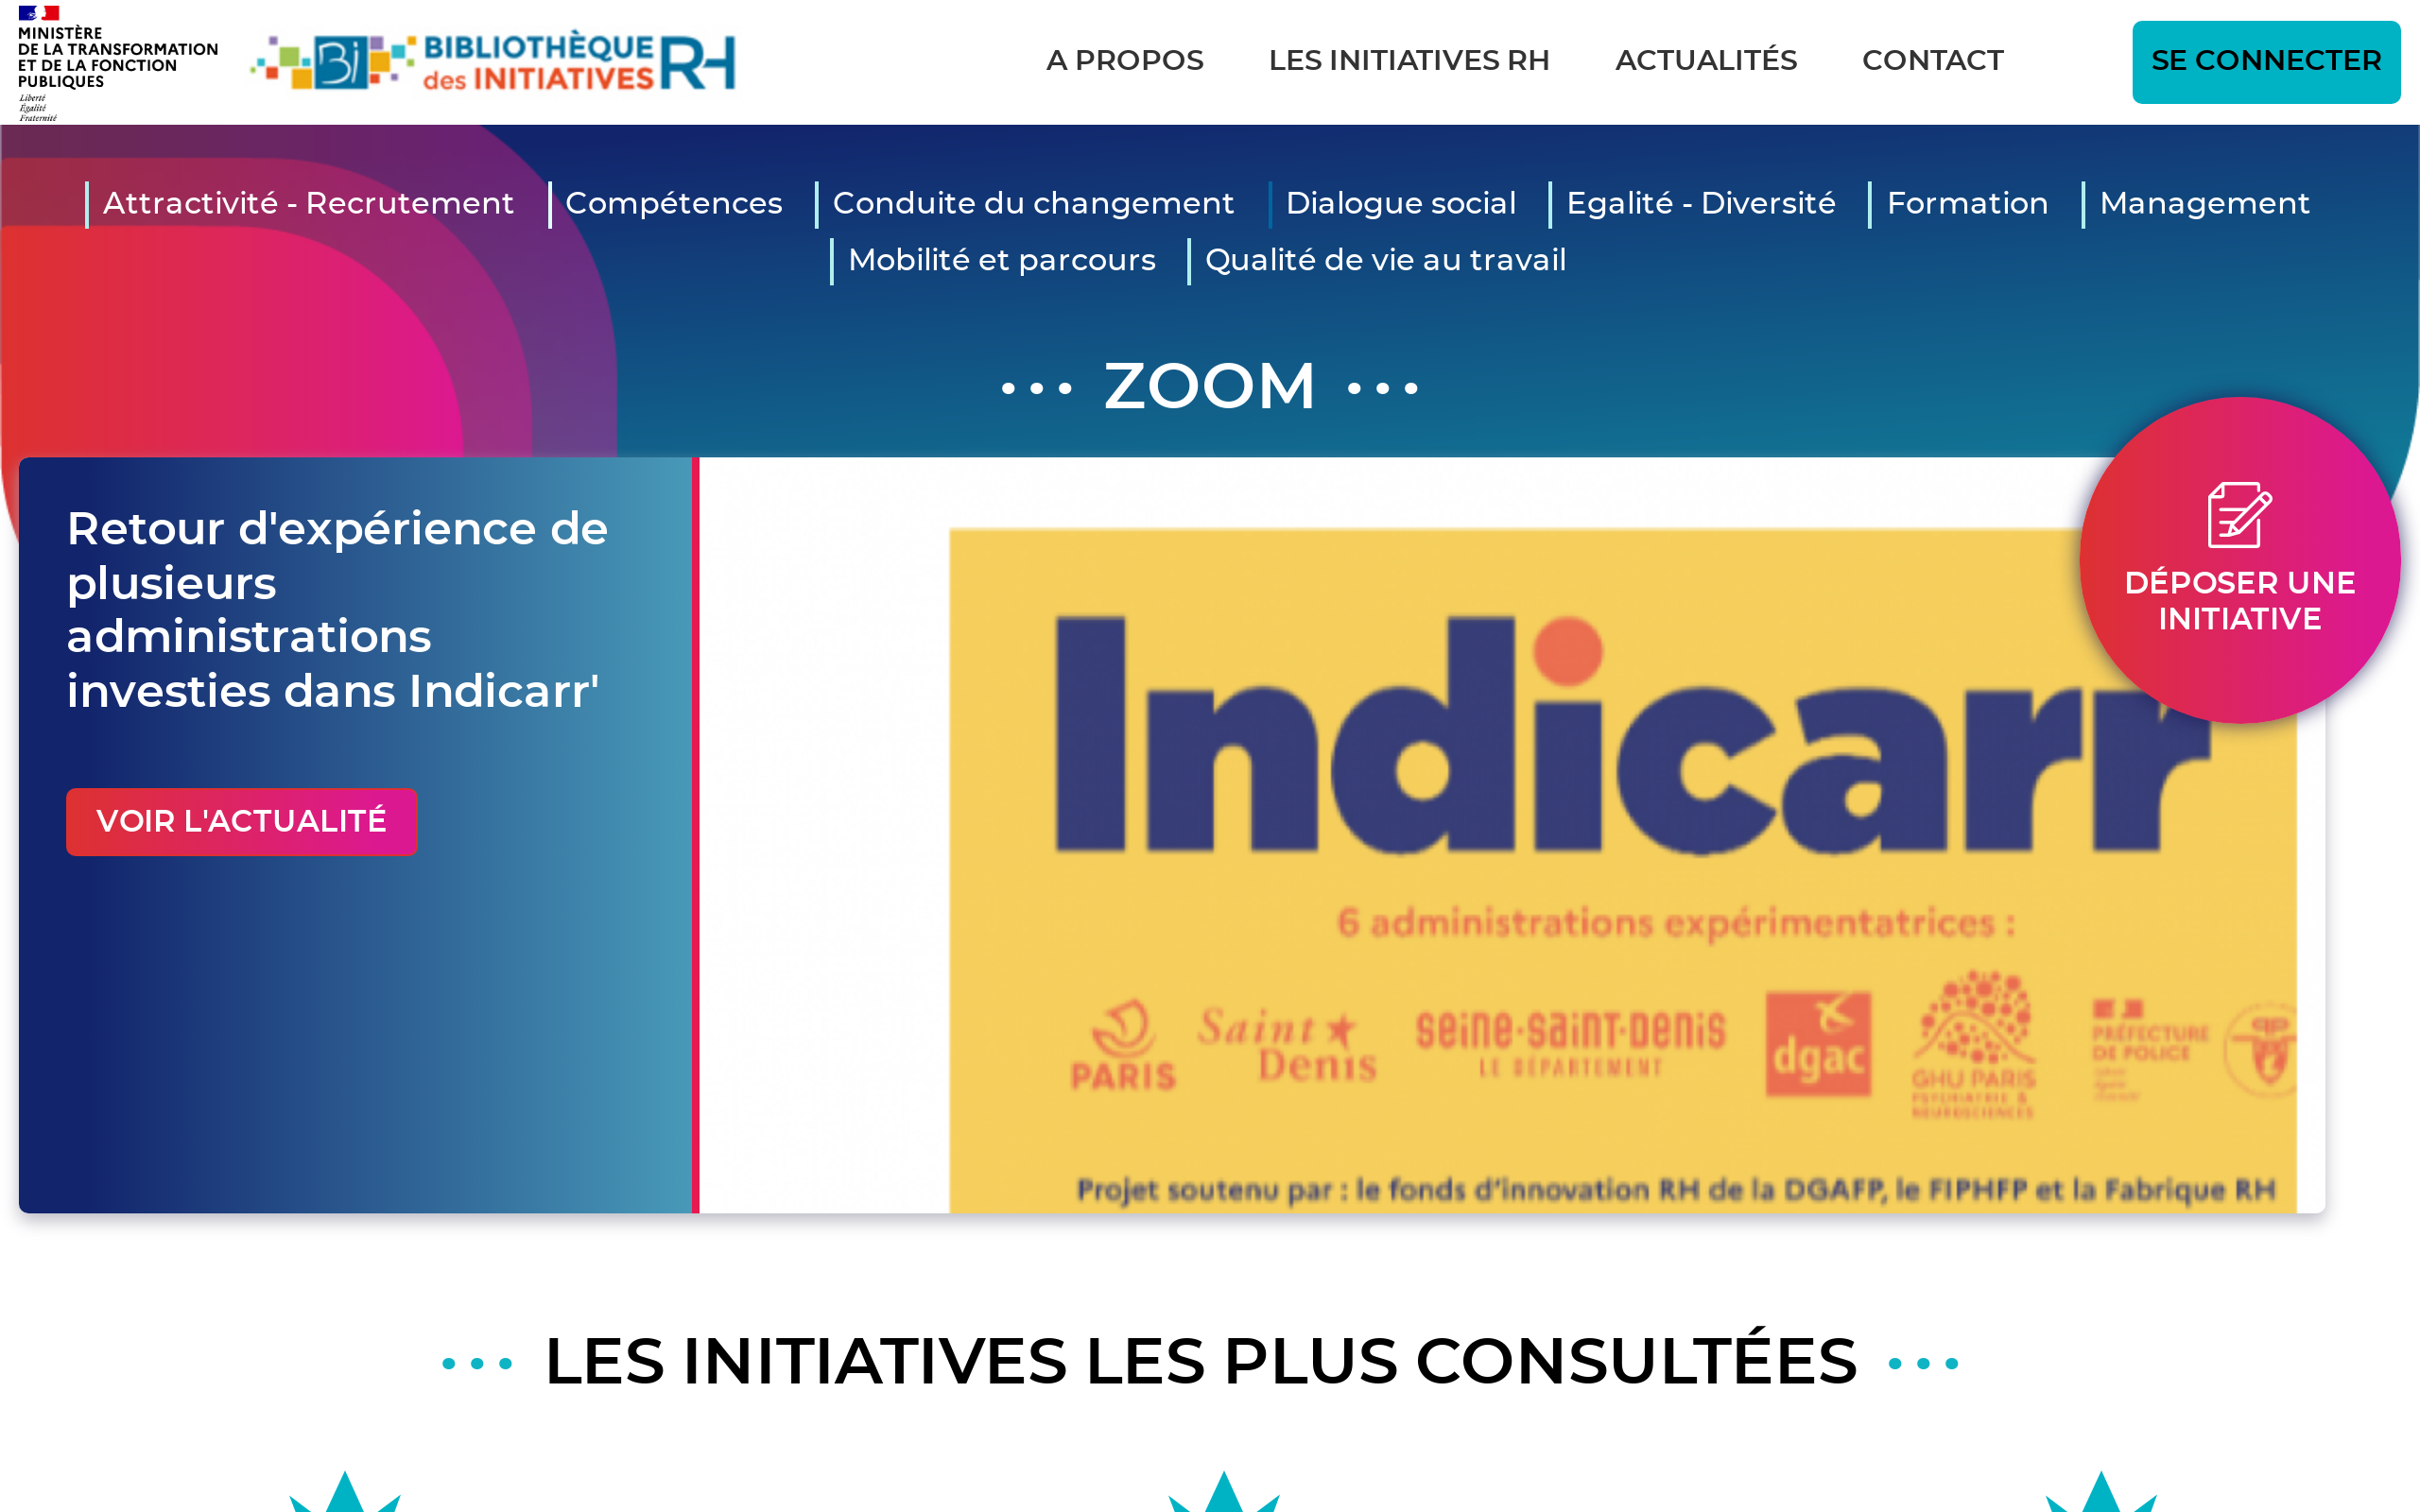 MINISTÈRE
DE LA TRANSFORMATION
ET DE LA FONCTION
PUBLIQUES
Liberté
Égalité
Fraternité
Bi BIBLIOTHÈQUE
des INITIATIVES RH
A PROPOS LES INITIATIVES RH ACTUALITÉS CONTACT SE CONNECTER
Attractivité - Recrutement Compétences Conduite du changement Dialogue social Egalité - Diversité Formation Management
Mobilité et parcours Qualité de vie au travail
••• ZOOM •••
Retour d'expérience de
plusieurs
administrations
investies dans Indicarr'
VOIR L'ACTUALITÉ
DÉPOSER UNE
INITIATIVE
Indicarr
6 administrations expérimentatrices :
PARIS
Saint
Denis
seine-saint-denis
LE DÉPARTEMENT
dgac
GHU PARIS
PSYCHIATRIE &
NEUROSCIENCES
PRÉFECTURE
DE POLICE
PP
Projet soutenu par : le fonds d'innovation RH de la DGAFP, le FIPHFP et la Fabrique RH
••• LES INITIATIVES LES PLUS CONSULTÉES •••